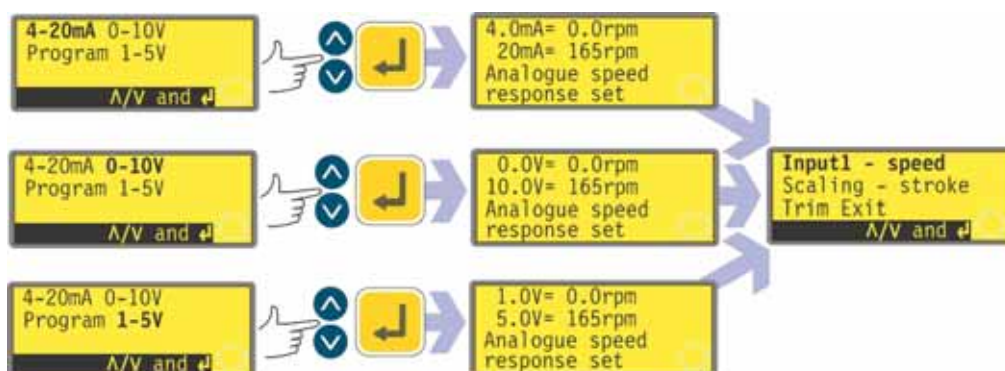 4-20mA 0-10V
Program 1-5V
Λ/V and ↲
4.0mA= 0.0rpm
20mA= 165rpm
Analogue speed
response set
4-20mA 0-10V
Program 1-5V
Λ/V and ↲
0.0V= 0.0rpm
10.0V= 165rpm
Analogue speed
response set
Input1 - speed
Scaling - stroke
Trim Exit
Λ/V and ↲
4-20mA 0-10V
Program 1-5V
Λ/V and ↲
1.0V= 0.0rpm
5.0V= 165rpm
Analogue speed
response set